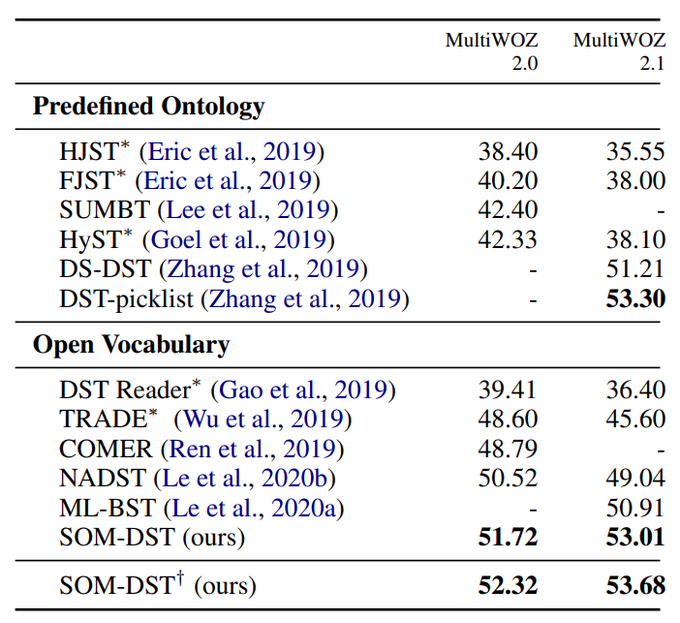 MultiWOZ MultiWOZ
2.0 2.1
Predefined Ontology
HJST* (Eric et al., 2019) 38.40 35.55
FJST* (Eric et al., 2019) 40.20 38.00
SUMBT (Lee et al., 2019) 42.40 -
HyST* (Goel et al., 2019) 42.33 38.10
DS-DST (Zhang et al., 2019) - 51.21
DST-picklist (Zhang et al., 2019) - 53.30
Open Vocabulary
DST Reader* (Gao et al., 2019) 39.41 36.40
TRADE* (Wu et al., 2019) 48.60 45.60
COMER (Ren et al., 2019) 48.79 -
NADST (Le et al., 2020b) 50.52 49.04
ML-BST (Le et al., 2020a) - 50.91
SOM-DST (ours) 51.72 53.01
SOM-DST† (ours) 52.32 53.68